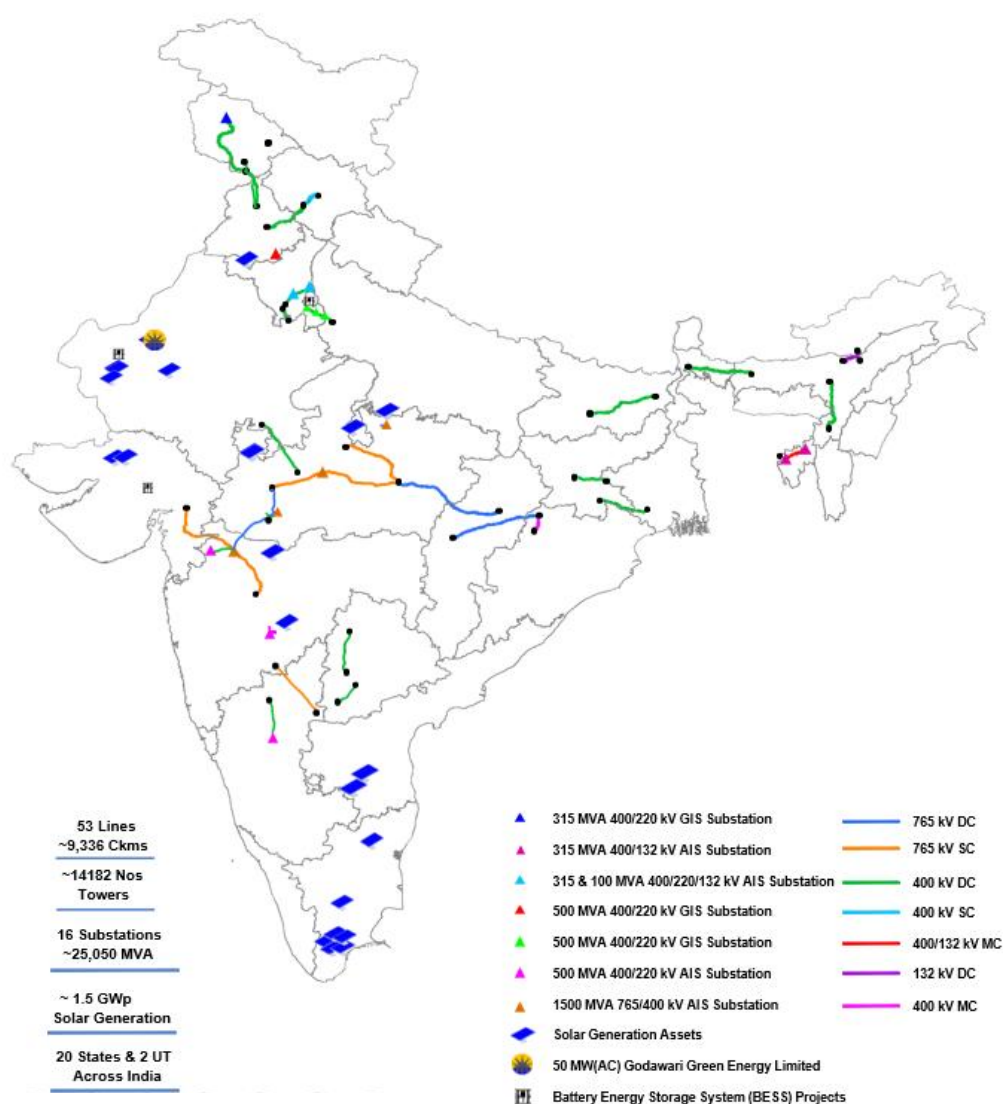 53 Lines
~9,336 Ckms
~14182 Nos
Towers
16 Substations
~25,050 MVA
~ 1.5 GWp
Solar Generation
20 States & 2 UT
Across India
315 MVA 400/220 kV GIS Substation
315 MVA 400/132 kV AIS Substation
315 & 100 MVA 400/220/132 kV AIS Substation
500 MVA 400/220 kV GIS Substation
500 MVA 400/220 kV GIS Substation
500 MVA 400/220 kV AIS Substation
1500 MVA 765/400 kV AIS Substation
Solar Generation Assets
50 MW(AC) Godawari Green Energy Limited
Battery Energy Storage System (BESS) Projects
765 kV DC
765 kV SC
400 kV DC
400 kV SC
400/132 kV MC
132 kV DC
400 kV MC